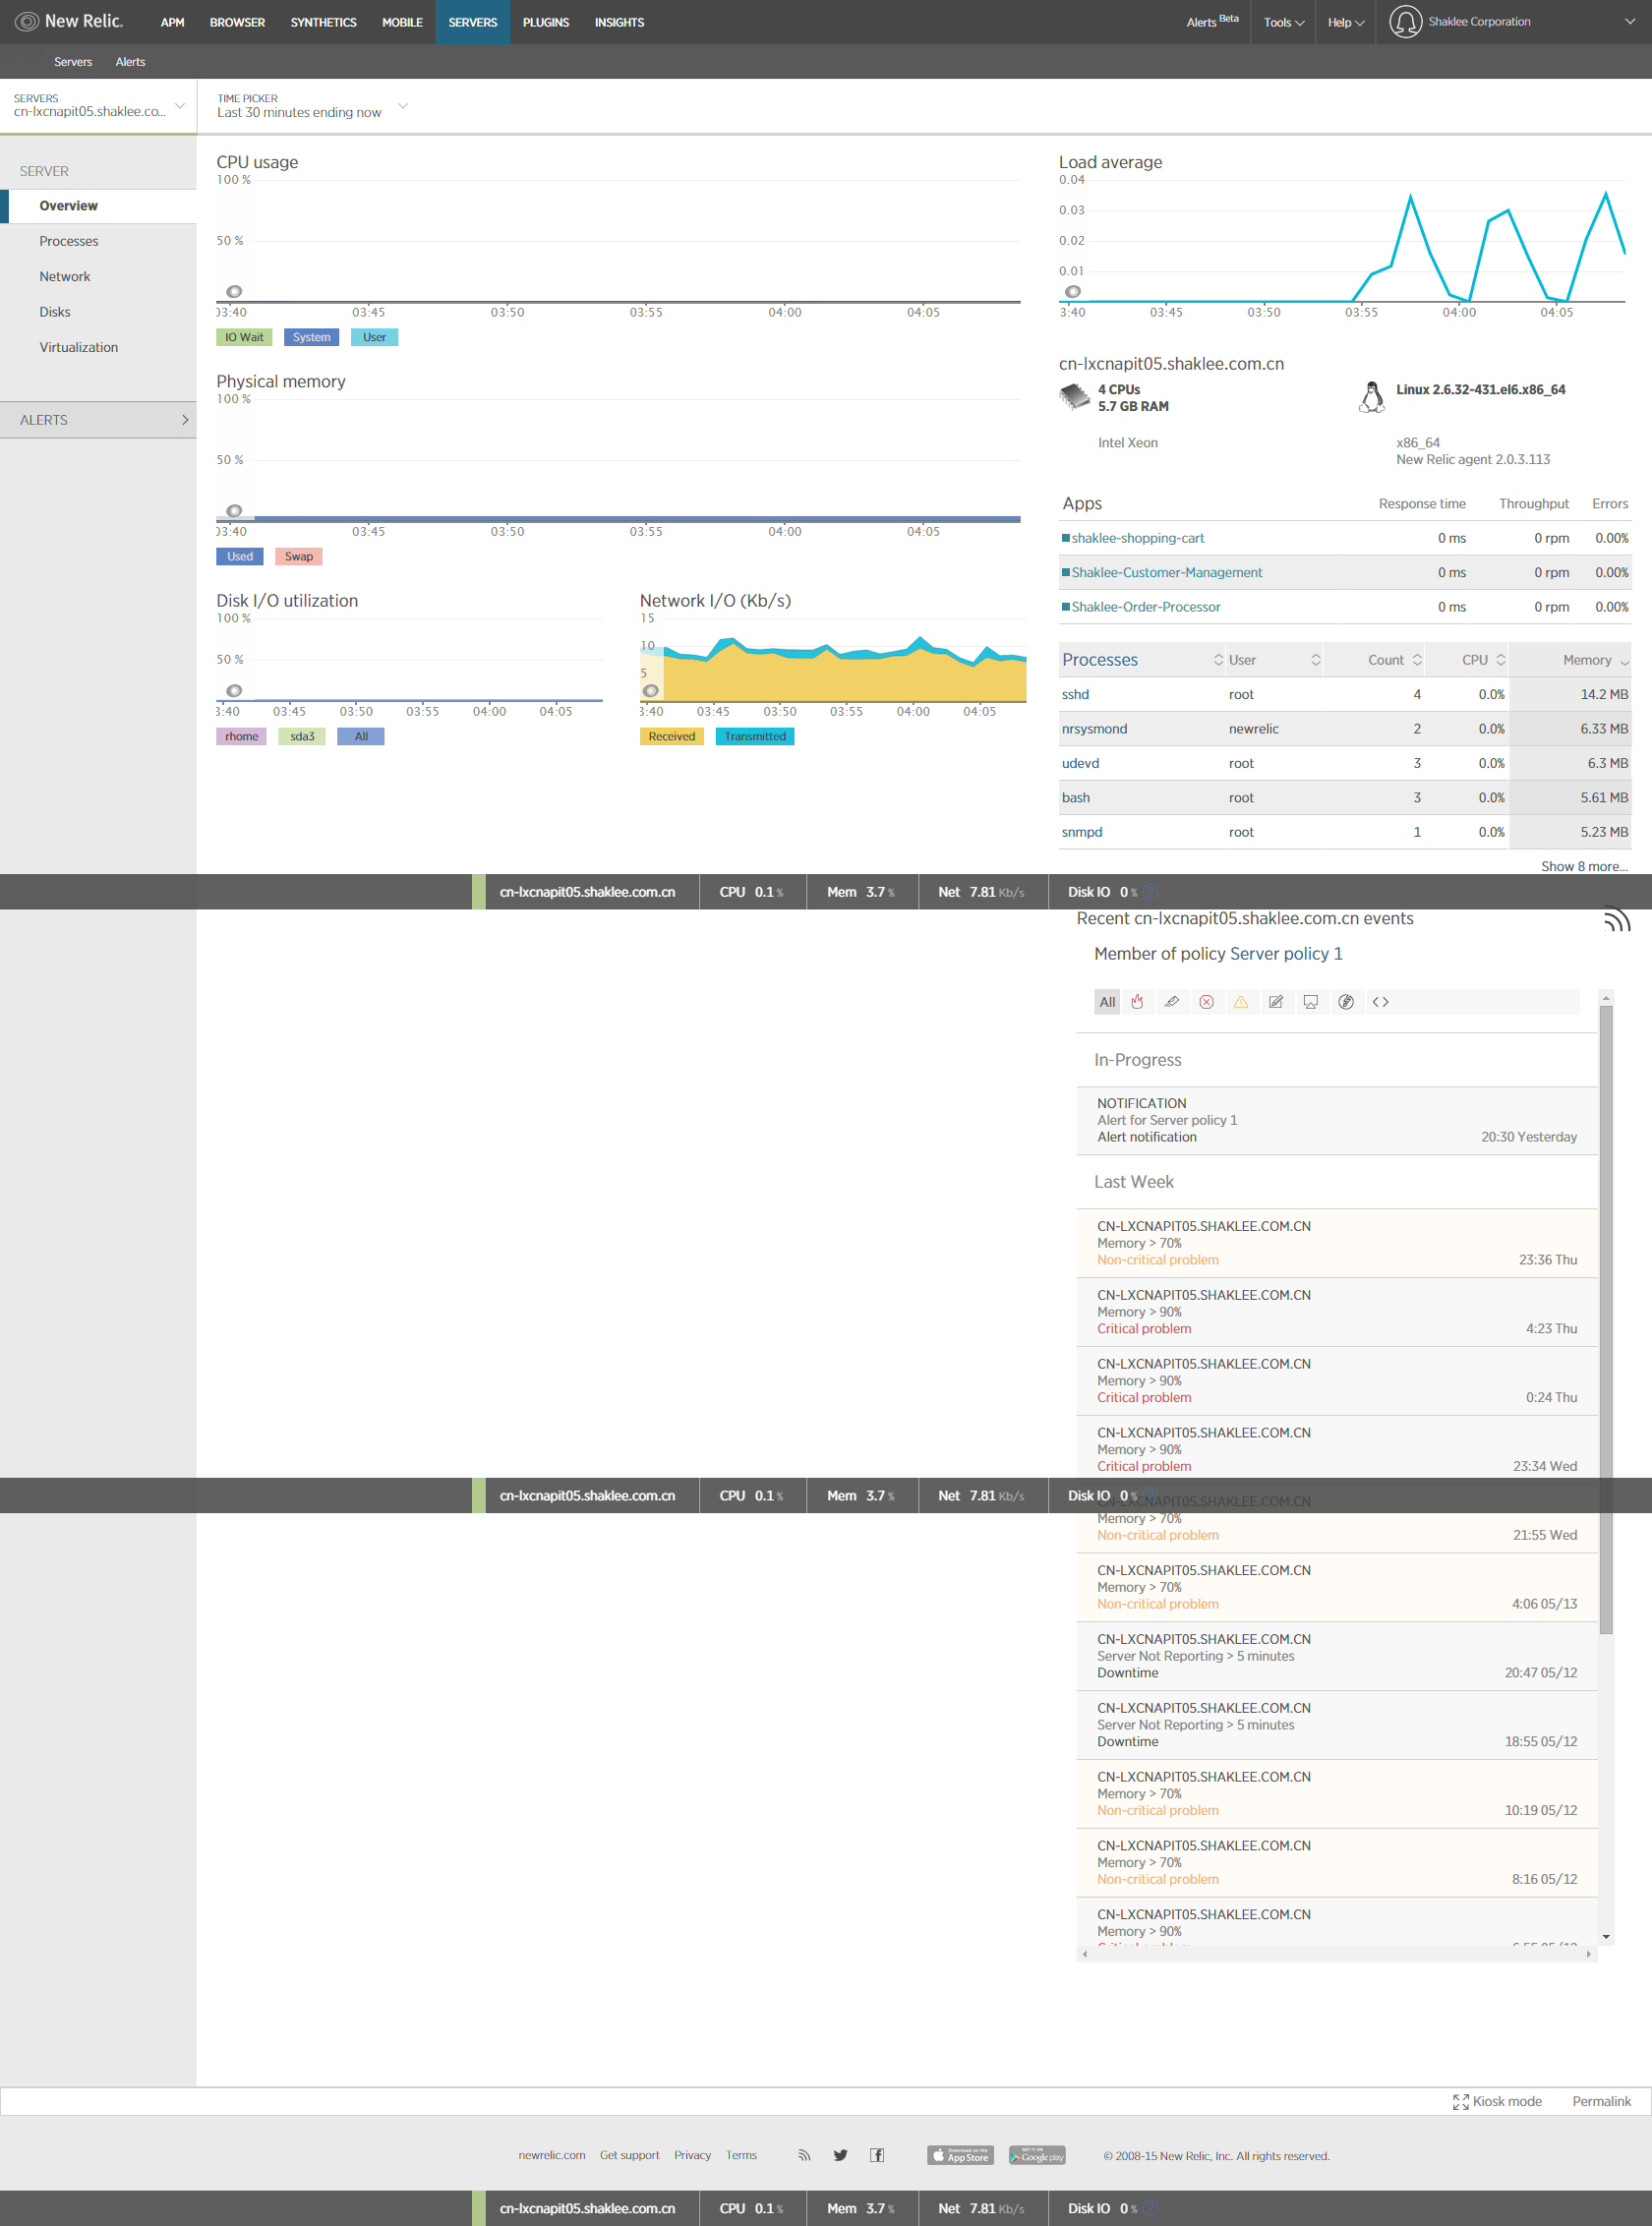 New Relic.
APM BROWSER SYNTHETICS MOBILE SERVERS PLUGINS INSIGHTS
Alerts Beta Tools Help Shaklee Corporation
Servers Alerts
SERVERS
cn-lxcnapit05.shaklee.co...
TIME PICKER
Last 30 minutes ending now
SERVER
Overview
Processes
Network
Disks
Virtualization
ALERTS
CPU usage
100 %
50 %
03:40 03:45 03:50 03:55 04:00 04:05
IO Wait System User
Physical memory
100 %
50 %
03:40 03:45 03:50 03:55 04:00 04:05
Used Swap
Disk I/O utilization
100 %
50 %
3:40 03:45 03:50 03:55 04:00 04:05
rhome sda3 All
Network I/O (Kb/s)
15
10
5
3:40 03:45 03:50 03:55 04:00 04:05
Received Transmitted
Load average
0.04
0.03
0.02
0.01
3:40 03:45 03:50 03:55 04:00 04:05
cn-lxcnapit05.shaklee.com.cn
4 CPUs
5.7 GB RAM
Intel Xeon
Linux 2.6.32-431.el6.x86_64
x86_64
New Relic agent 2.0.3.113
Apps Response time Throughput Errors
shaklee-shopping-cart 0 ms 0 rpm 0.00%
Shaklee-Customer-Management 0 ms 0 rpm 0.00%
Shaklee-Order-Processor 0 ms 0 rpm 0.00%
Processes User Count CPU Memory
sshd root 4 0.0% 14.2 MB
nrsysmond newrelic 2 0.0% 6.33 MB
udevd root 3 0.0% 6.3 MB
bash root 3 0.0% 5.61 MB
snmpd root 1 0.0% 5.23 MB
Show 8 more...
cn-lxcnapit05.shaklee.com.cn CPU 0.1 % Mem 3.7 % Net 7.81 Kb/s Disk IO 0 % ?
Recent cn-lxcnapit05.shaklee.com.cn events
Member of policy Server policy 1
All
In-Progress
NOTIFICATION
Alert for Server policy 1
Alert notification 20:30 Yesterday
Last Week
CN-LXCNAPIT05.SHAKLEE.COM.CN
Memory > 70%
Non-critical problem 23:36 Thu
CN-LXCNAPIT05.SHAKLEE.COM.CN
Memory > 90%
Critical problem 4:23 Thu
CN-LXCNAPIT05.SHAKLEE.COM.CN
Memory > 90%
Critical problem 0:24 Thu
CN-LXCNAPIT05.SHAKLEE.COM.CN
Memory > 90%
Critical problem 23:34 Wed
cn-lxcnapit05.shaklee.com.cn CPU 0.1 % Mem 3.7 % Net 7.81 Kb/s Disk IO 0 % ?
CN-LXCNAPIT05.SHAKLEE.COM.CN
Memory > 70%
Non-critical problem 21:55 Wed
CN-LXCNAPIT05.SHAKLEE.COM.CN
Memory > 70%
Non-critical problem 4:06 05/13
CN-LXCNAPIT05.SHAKLEE.COM.CN
Server Not Reporting > 5 minutes
Downtime 20:47 05/12
CN-LXCNAPIT05.SHAKLEE.COM.CN
Server Not Reporting > 5 minutes
Downtime 18:55 05/12
CN-LXCNAPIT05.SHAKLEE.COM.CN
Memory > 70%
Non-critical problem 10:19 05/12
CN-LXCNAPIT05.SHAKLEE.COM.CN
Memory > 70%
Non-critical problem 8:16 05/12
CN-LXCNAPIT05.SHAKLEE.COM.CN
Memory > 90%
Kiosk mode Permalink
newrelic.com Get support Privacy Terms
Download on the App Store
GET IT ON Google play
© 2008-15 New Relic, Inc. All rights reserved.
cn-lxcnapit05.shaklee.com.cn CPU 0.1 % Mem 3.7 % Net 7.81 Kb/s Disk IO 0 % ?